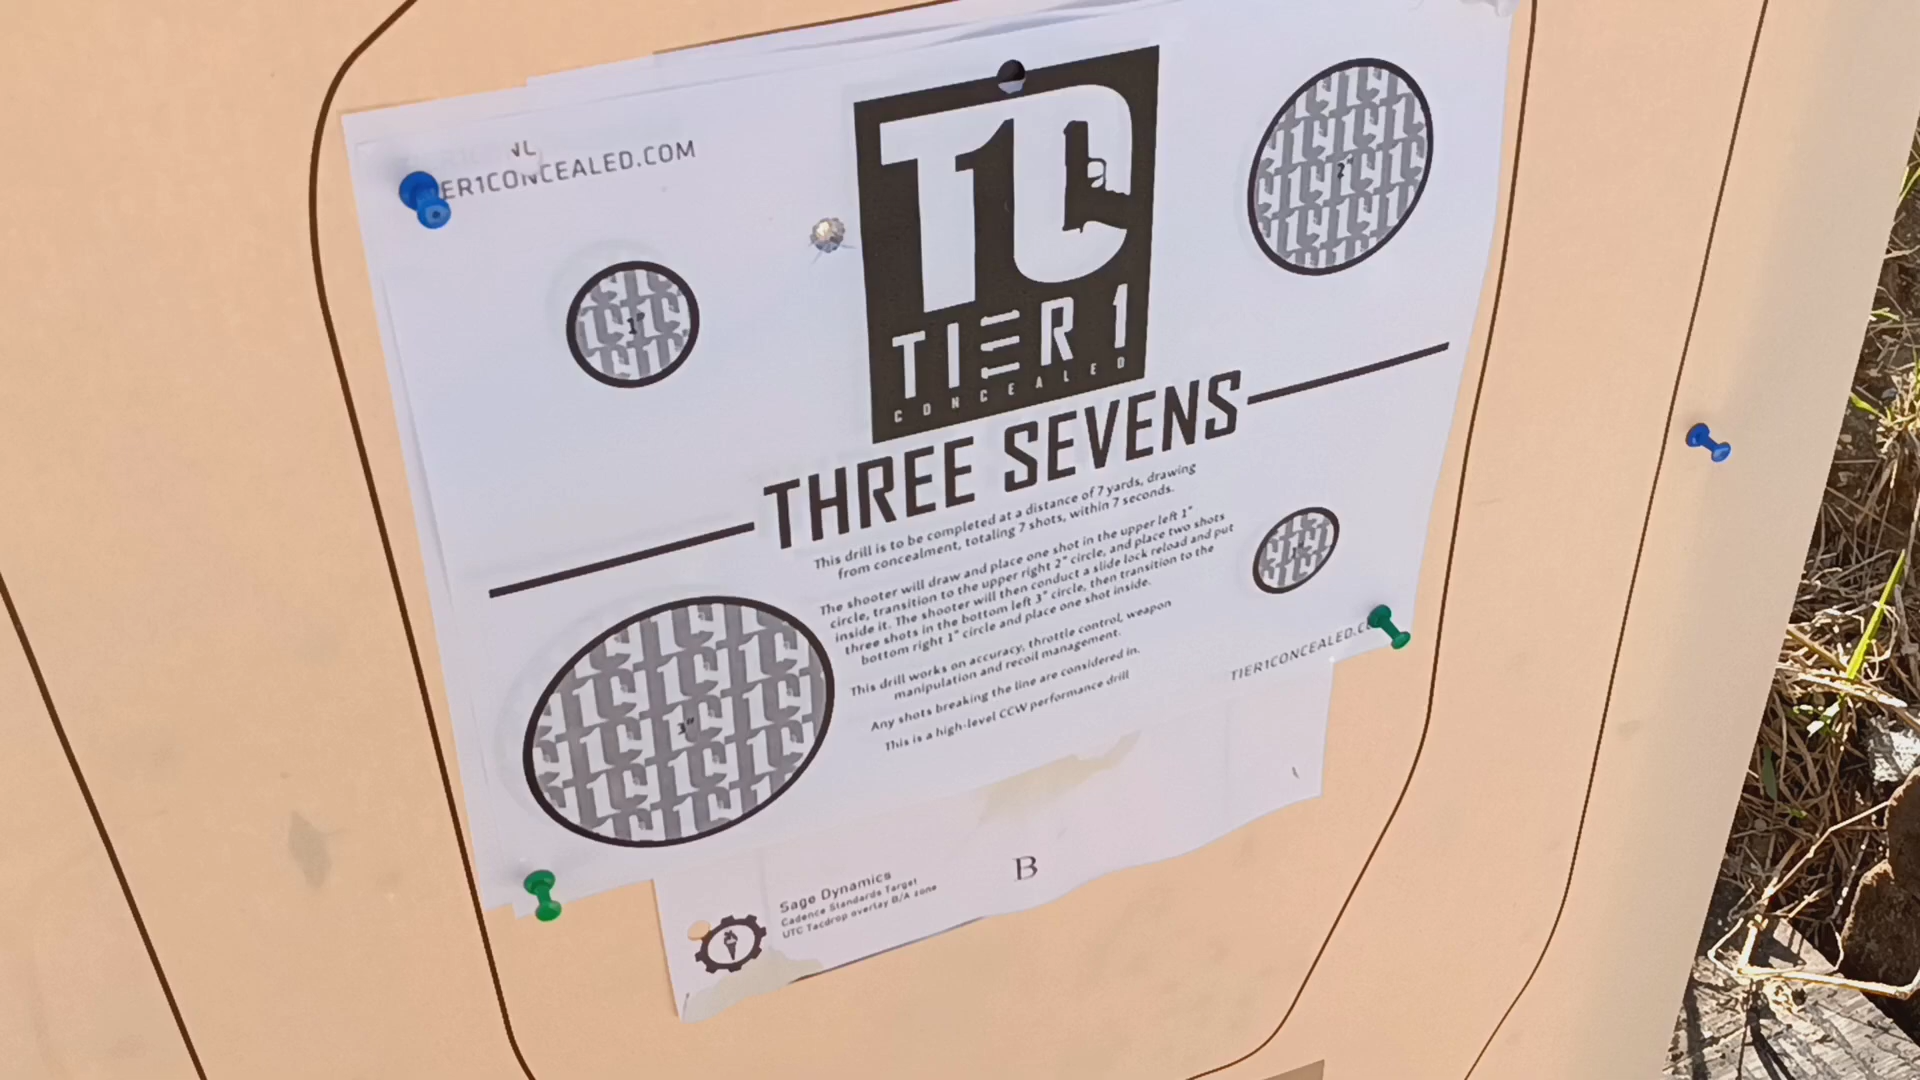 ER1CONCEALED.COM
T1C
TIER 1
CONCEALED
1"
2"
THREE SEVENS
This drill is to be completed at a distance of 7 yards, drawing
from concealment, totaling 7 shots, within 7 seconds.
The shooter will draw and place one shot in the upper left 1"
circle, transition to the upper right 2" circle, and place two shots
inside it. The shooter will then conduct a slide lock reload and put
three shots in the bottom left 3" circle, then transition to the
bottom right 1" circle and place one shot inside.
This drill works on accuracy, throttle control, weapon
manipulation and recoil management.
Any shots breaking the line are considered in.
This is a high-level CCW performance drill
3"
1"
TIER1CONCEALED.C
B
Sage Dynamics
Cadence Standards Target
UTC Tacdrop overlay B/A zone